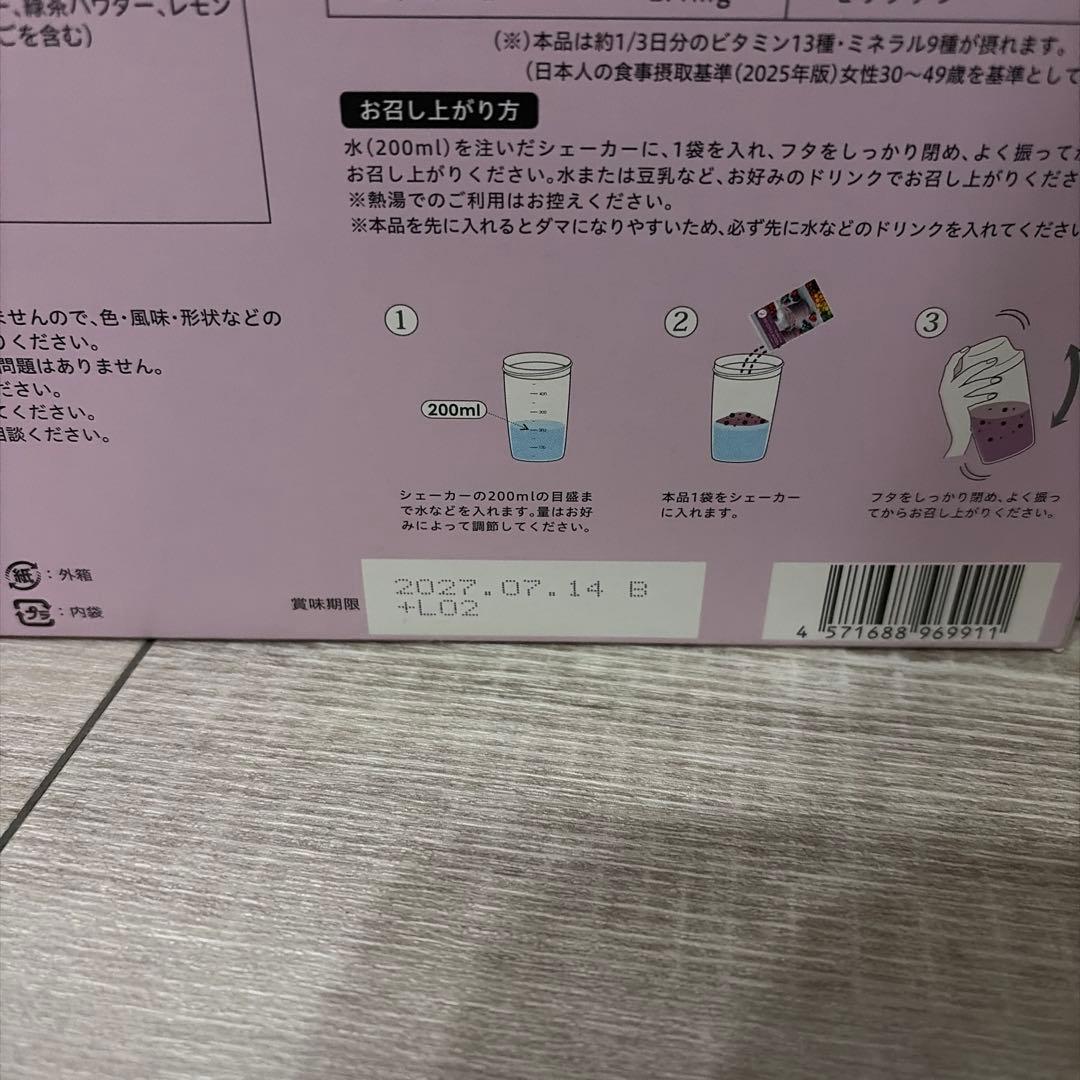 、緑茶パウダー、レモン
ごを含む)
(※)本品は約1/3日分のビタミン13種・ミネラル9種が摂れます。
(日本人の食事摂取基準(2025年版)女性30〜49歳を基準として
お召し上がり方
水(200ml)を注いだシェーカーに、1袋を入れ、フタをしっかり閉め、よく振ってか
お召し上がりください。水または豆乳など、お好みのドリンクでお召し上がりくださ
※熱湯でのご利用はお控えください。
※本品を先に入れるとダマになりやすいため、必ず先に水などのドリンクを入れてください
ませんので、色・風味・形状などの
りください。
問題はありません。
ださい。
てください。
相談ください。
1
2
3
200ml
シェーカーの200mlの目盛ま
で水などを入れます。量はお好
みによって調節してください。
本品1袋をシェーカー
に入れます。
フタをしっかり閉め、よく振っ
てからお召し上がりください。
紙:外箱
プラ:内袋
賞味期限
2027.07.14 B
+L02
4 571688 969911